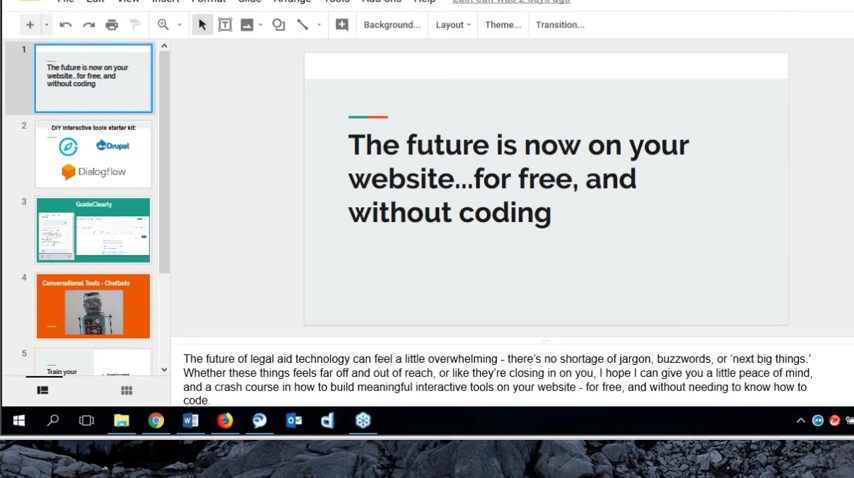 File Edit View Insert Format Slide Arrange Tools Add-ons Help Last edit was 2 days ago
Background... Layout Theme... Transition...
1
The future is now on your
website...for free, and
without coding
2
DIY interactive tools starter kit:
Drupal
Dialogflow
3
GuideClearly
4
Conversational Tools - Chatbots
5
Train your
The future is now on your
website...for free, and
without coding
The future of legal aid technology can feel a little overwhelming - there's no shortage of jargon, buzzwords, or 'next big things.'
Whether these things feels far off and out of reach, or like they're closing in on you, I hope I can give you a little peace of mind,
and a crash course in how to build meaningful interactive tools on your website - for free, and without needing to know how to
code.